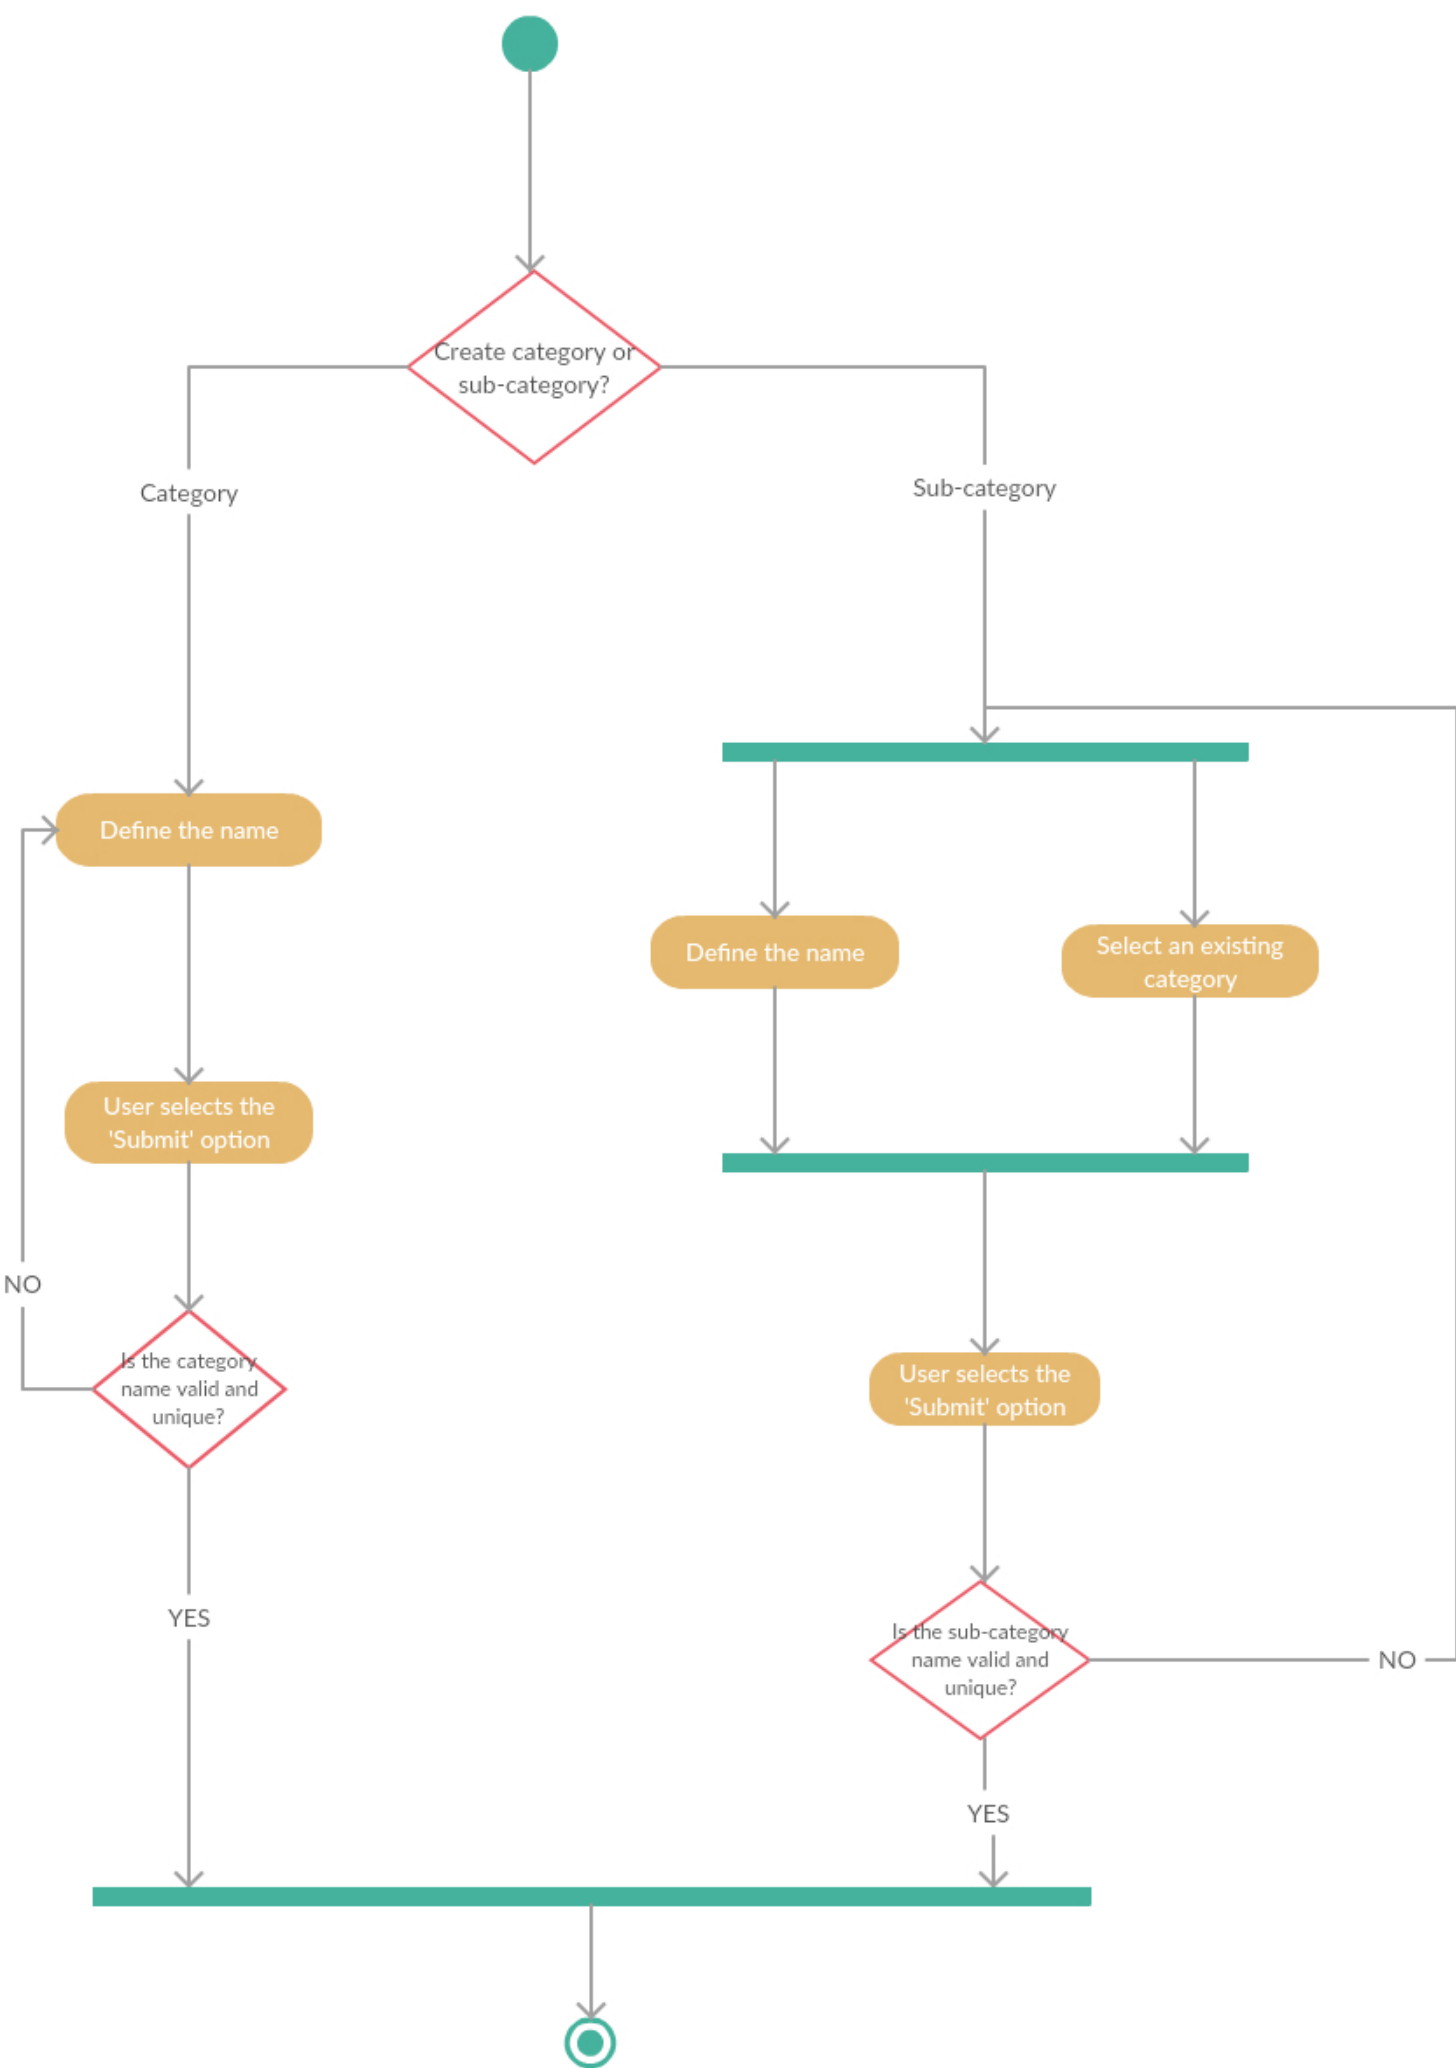 Create category or
sub-category?
Category
Sub-category
Define the name
Define the name
Select an existing
category
User selects the
'Submit' option
NO
Is the category
name valid and
unique?
User selects the
'Submit' option
YES
Is the sub-category
name valid and
unique?
NO
YES